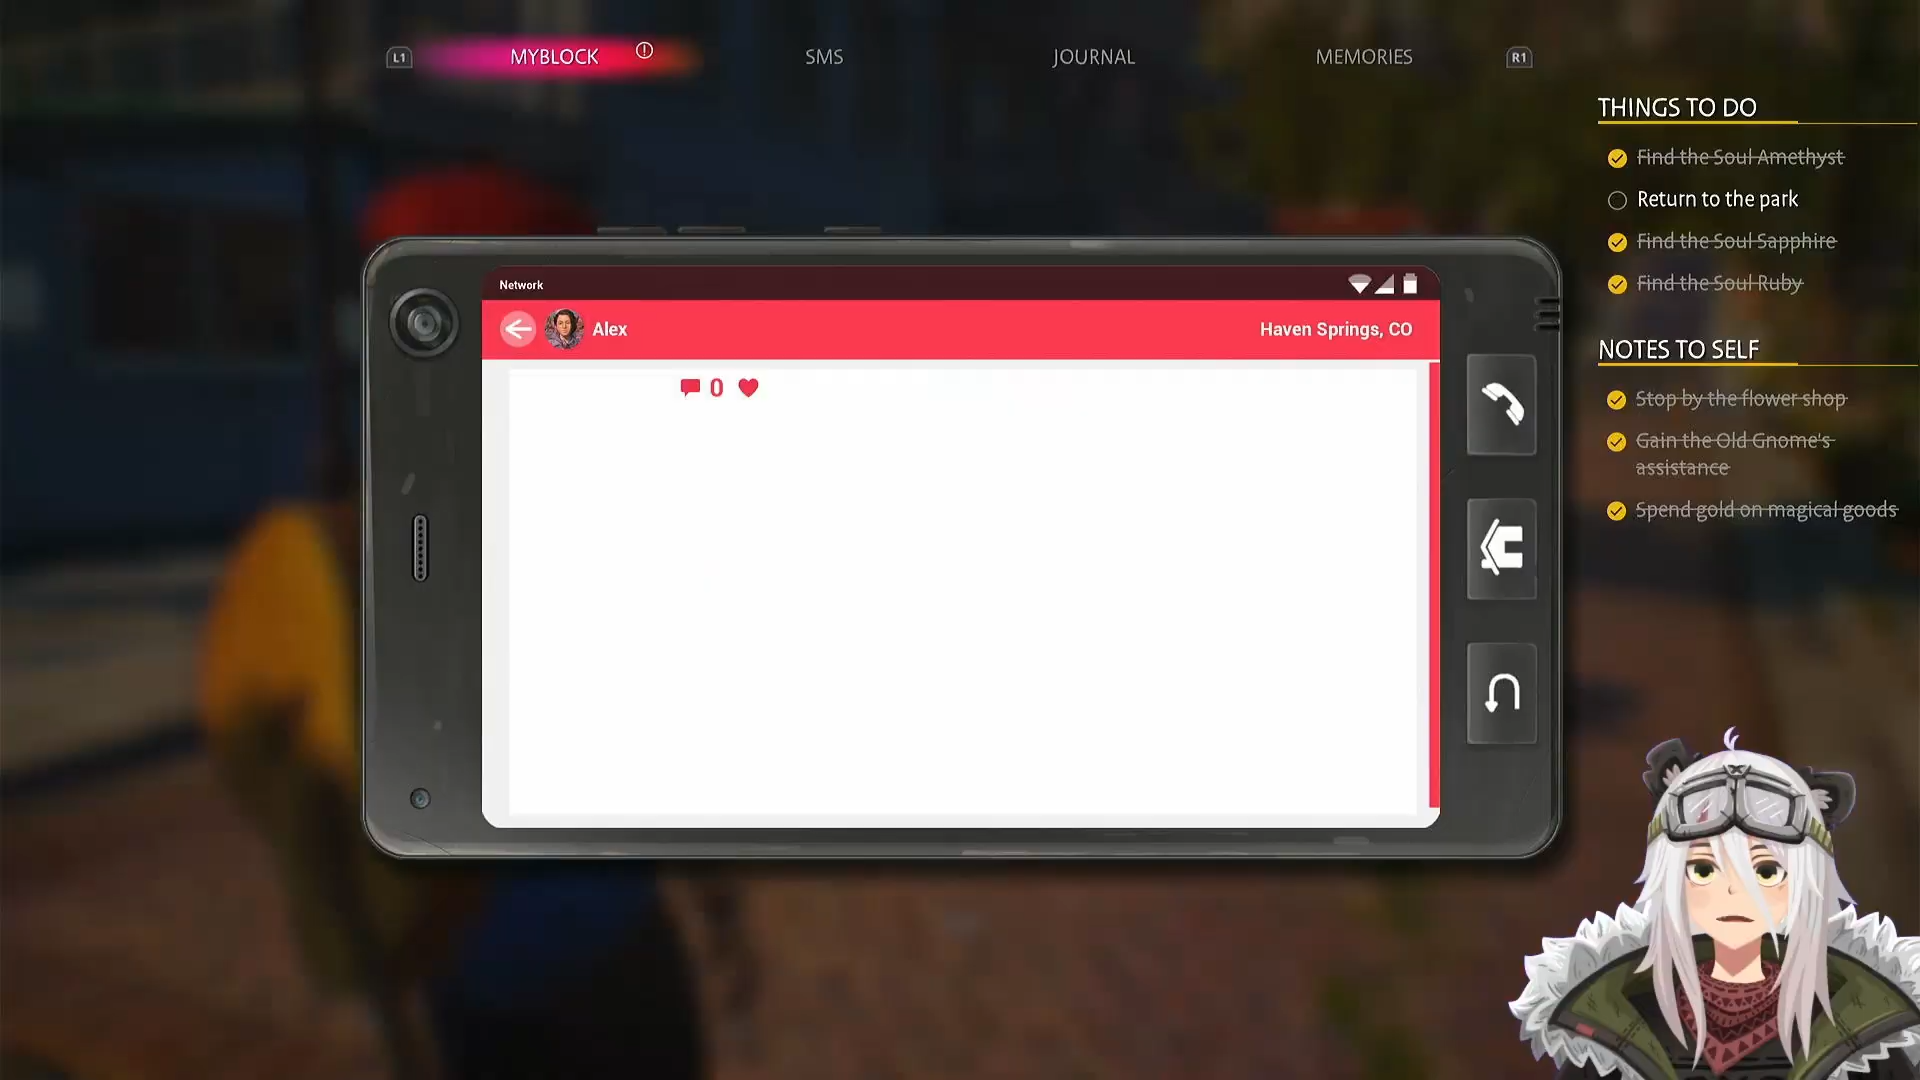 L1
MYBLOCK
SMS
JOURNAL
MEMORIES
R1
THINGS TO DO
Find the Soul Amethyst
Return to the park
Find the Soul Sapphire
Find the Soul Ruby
NOTES TO SELF
Stop by the flower shop
Gain the Old Gnome's
assistance
Spend gold on magical goods
Network
Alex
Haven Springs, CO
0